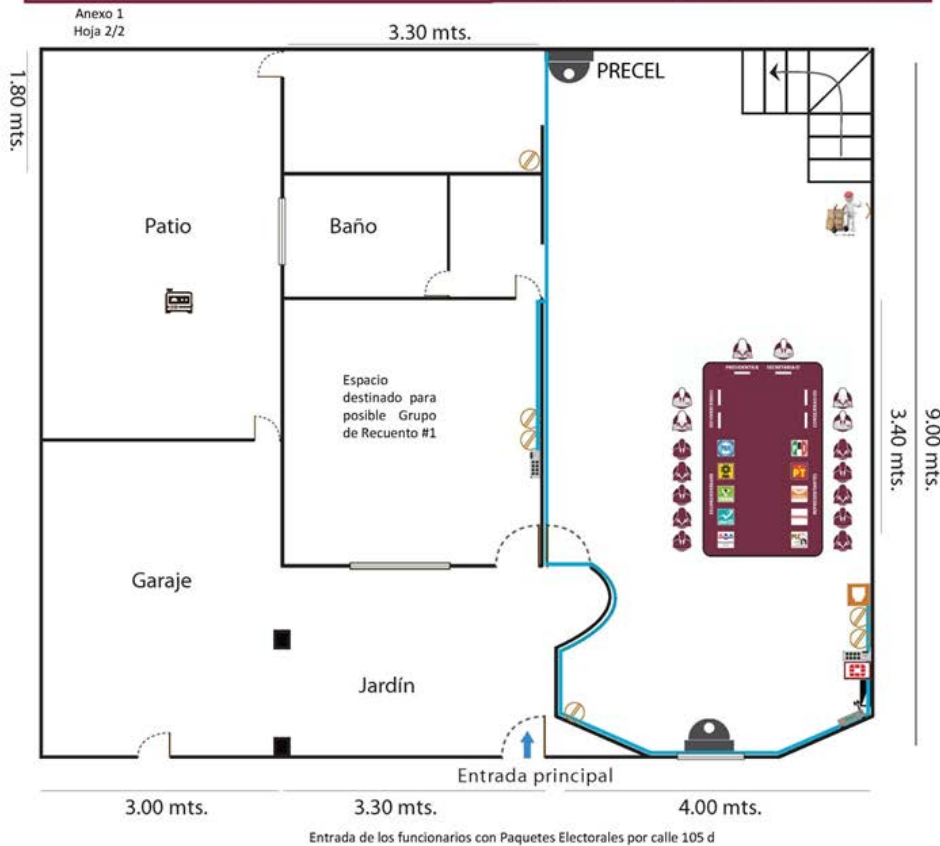 Anexo 1
Hoja 2/2
3.30 mts.
1.80 mts.
PRECEL
Patio
Baño
Espacio
destinado para
posible Grupo
de Recuento #1
PT
3.40 mts.
9.00 mts.
Garaje
Jardín
Entrada principal
3.00 mts.
3.30 mts.
4.00 mts.
Entrada de los funcionarios con Paquetes Electorales por calle 105 d